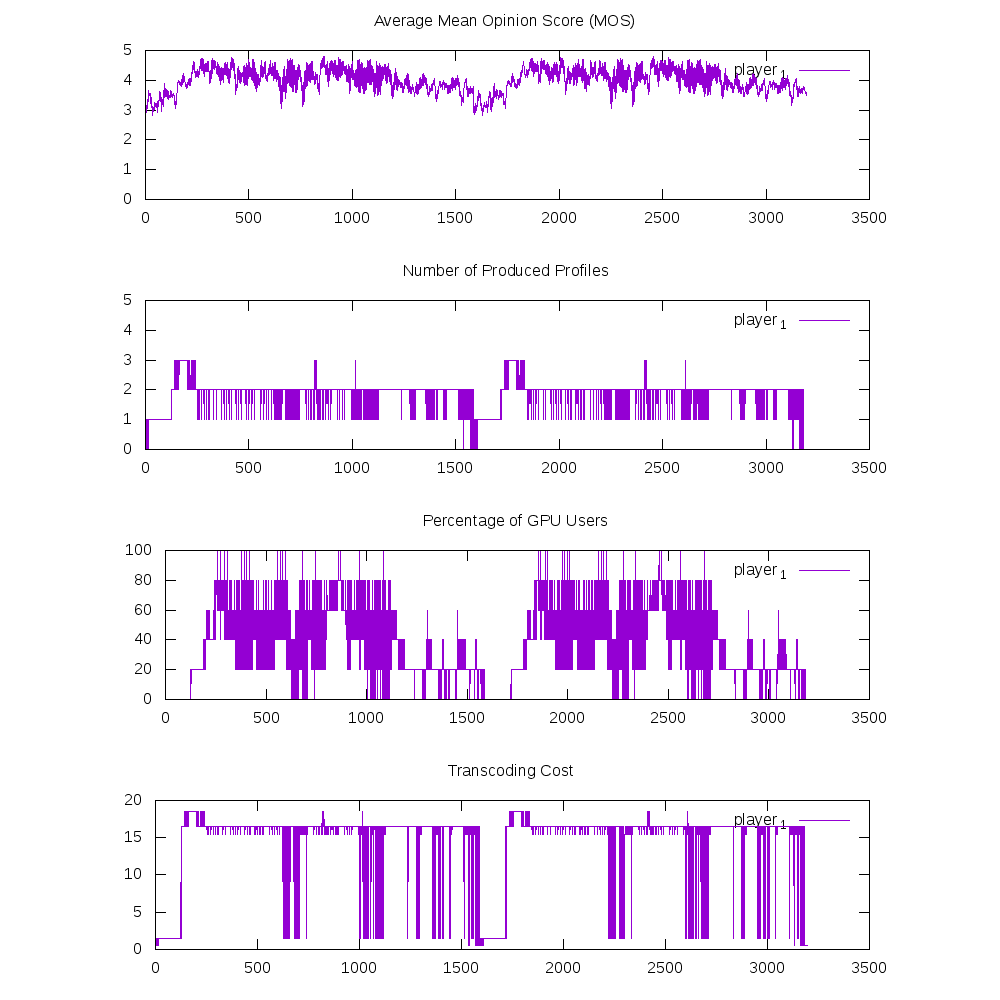 Average Mean Opinion Score (MOS)
5
player 1
4
3
2
1
0
0 500 1000 1500 2000 2500 3000 3500
Number of Produced Profiles
5
player 1
4
3
2
1
0
0 500 1000 1500 2000 2500 3000 3500
Percentage of GPU Users
100
player 1
80
60
40
20
0
0 500 1000 1500 2000 2500 3000 3500
Transcoding Cost
20
player 1
15
10
5
0
0 500 1000 1500 2000 2500 3000 3500